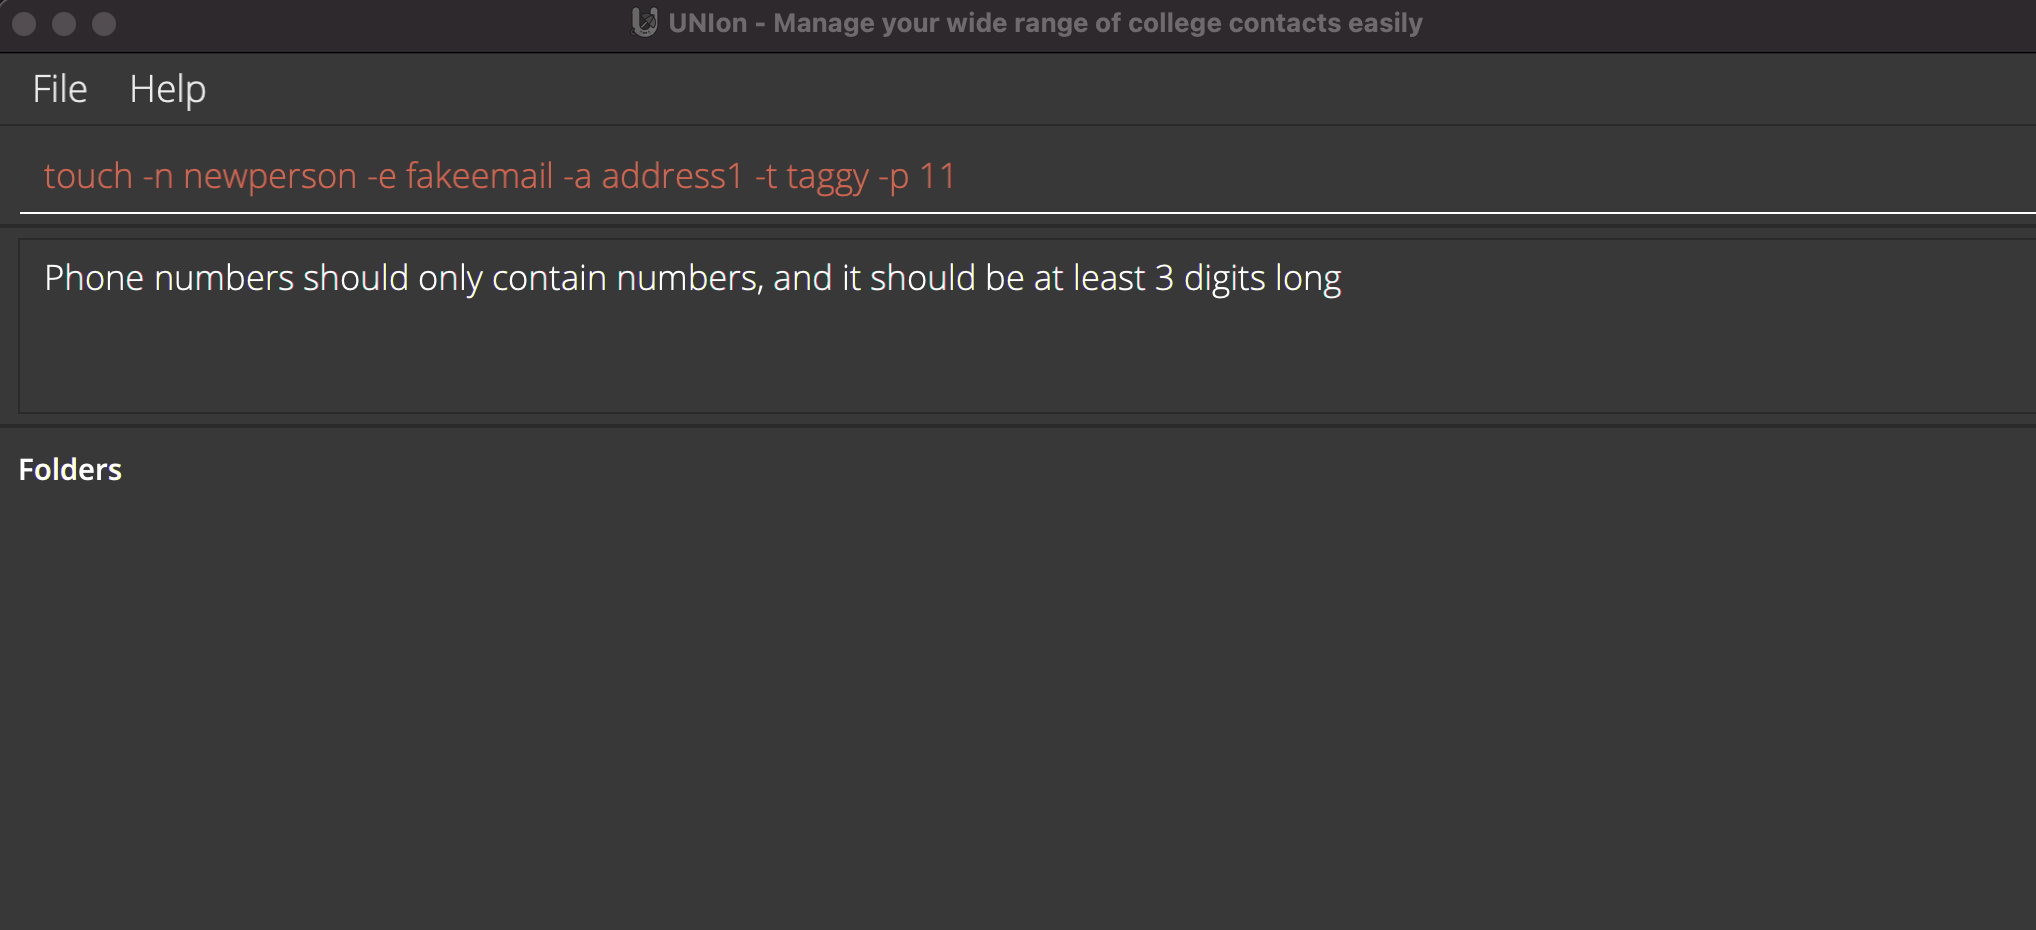 UNIon - Manage your wide range of college contacts easily
File Help
touch -n newperson -e fakeemail -a address1 -t taggy -p 11
Phone numbers should only contain numbers, and it should be at least 3 digits long
Folders